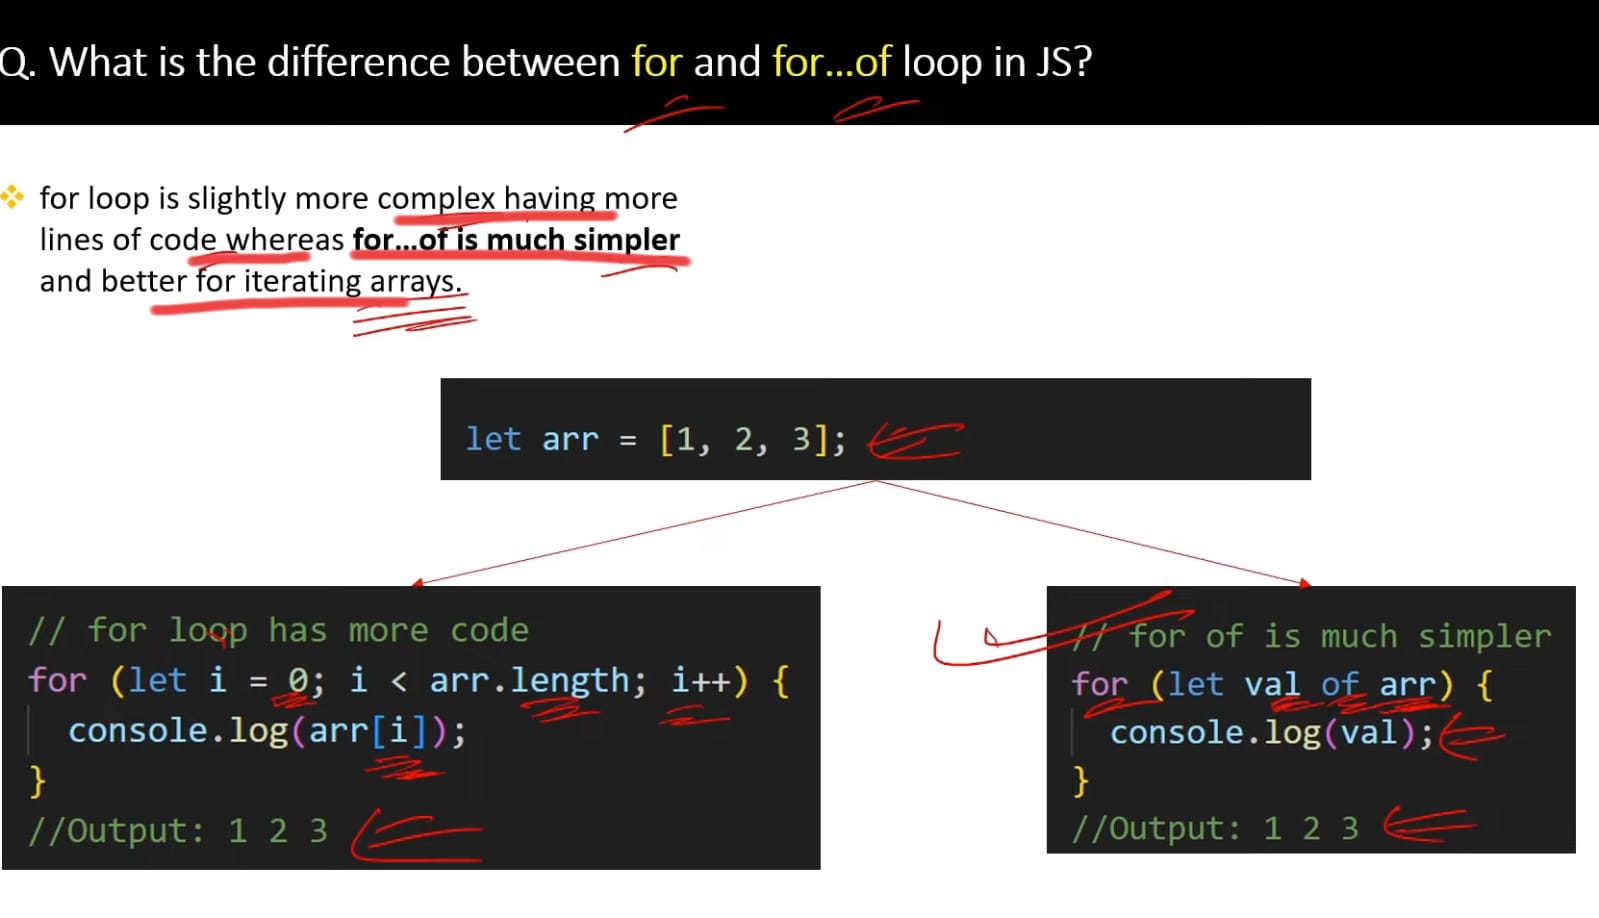 Q. What is the difference between for and for...of loop in JS?
for loop is slightly more complex having more
lines of code whereas for...of is much simpler
and better for iterating arrays.
let arr = [1, 2, 3];
// for loop has more code
for (let i = 0; i < arr.length; i++) {
console.log(arr[i]);
}
//Output: 1 2 3
// for of is much simpler
for (let val of arr) {
console.log(val);
}
//Output: 1 2 3